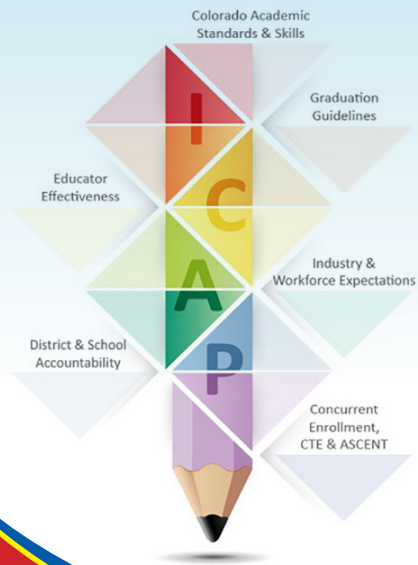 Colorado Academic
Standards & Skills
I
Graduation
Guidelines
Educator
Effectiveness
C
Industry &
Workforce Expectations
A
District & School
Accountability
P
Concurrent
Enrollment,
CTE & ASCENT